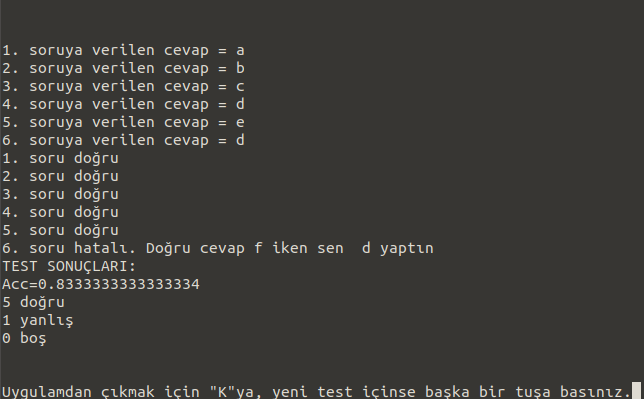 1. soruya verilen cevap = a
2. soruya verilen cevap = b
3. soruya verilen cevap = c
4. soruya verilen cevap = d
5. soruya verilen cevap = e
6. soruya verilen cevap = d
1. soru doğru
2. soru doğru
3. soru doğru
4. soru doğru
5. soru doğru
6. soru hatalı. Doğru cevap f iken sen  d yaptın
TEST SONUÇLARI:
Acc=0.8333333333333334
5 doğru
1 yanlış
0 boş
Uygulamdan çıkmak için "K"ya, yeni test içinse başka bir tuşa basınız.